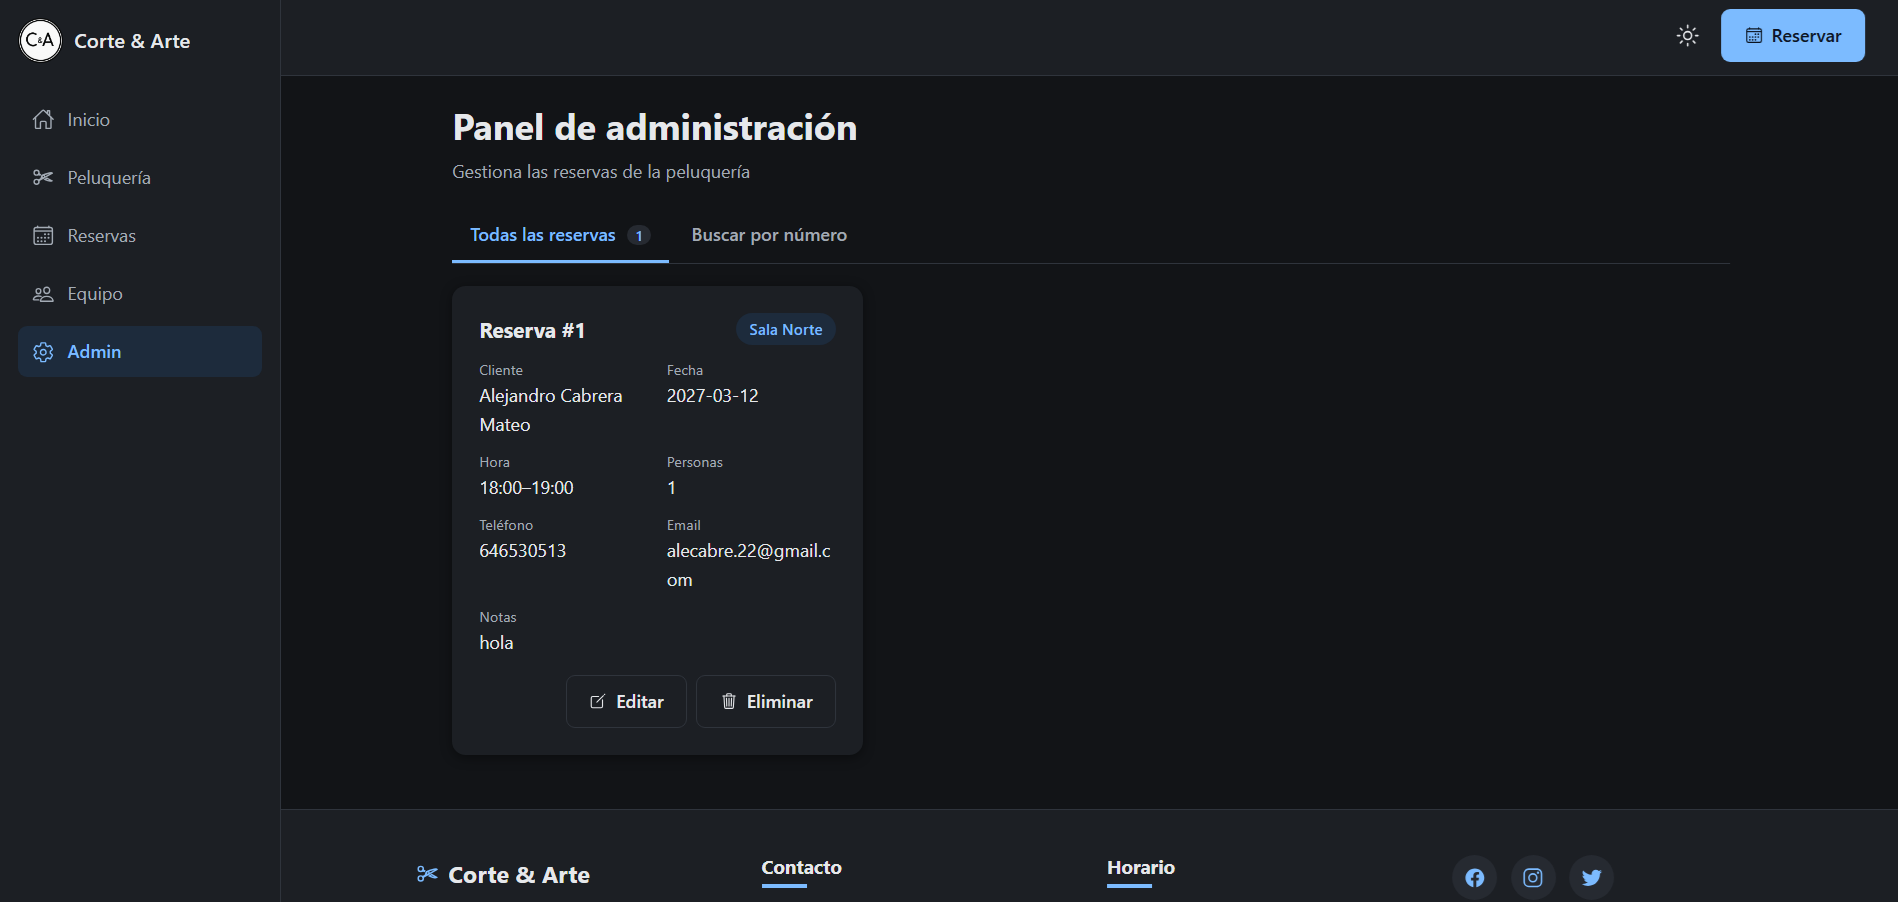 C&A
Corte & Arte
Reservar
Inicio
Peluquería
Reservas
Equipo
Admin
Panel de administración
Gestiona las reservas de la peluquería
Todas las reservas 1
Buscar por número
Reserva #1
Sala Norte
Cliente
Alejandro Cabrera
Mateo
Fecha
2027-03-12
Hora
18:00–19:00
Personas
1
Teléfono
646530513
Email
alecabre.22@gmail.c
om
Notas
hola
Editar
Eliminar
Corte & Arte
Contacto
Horario